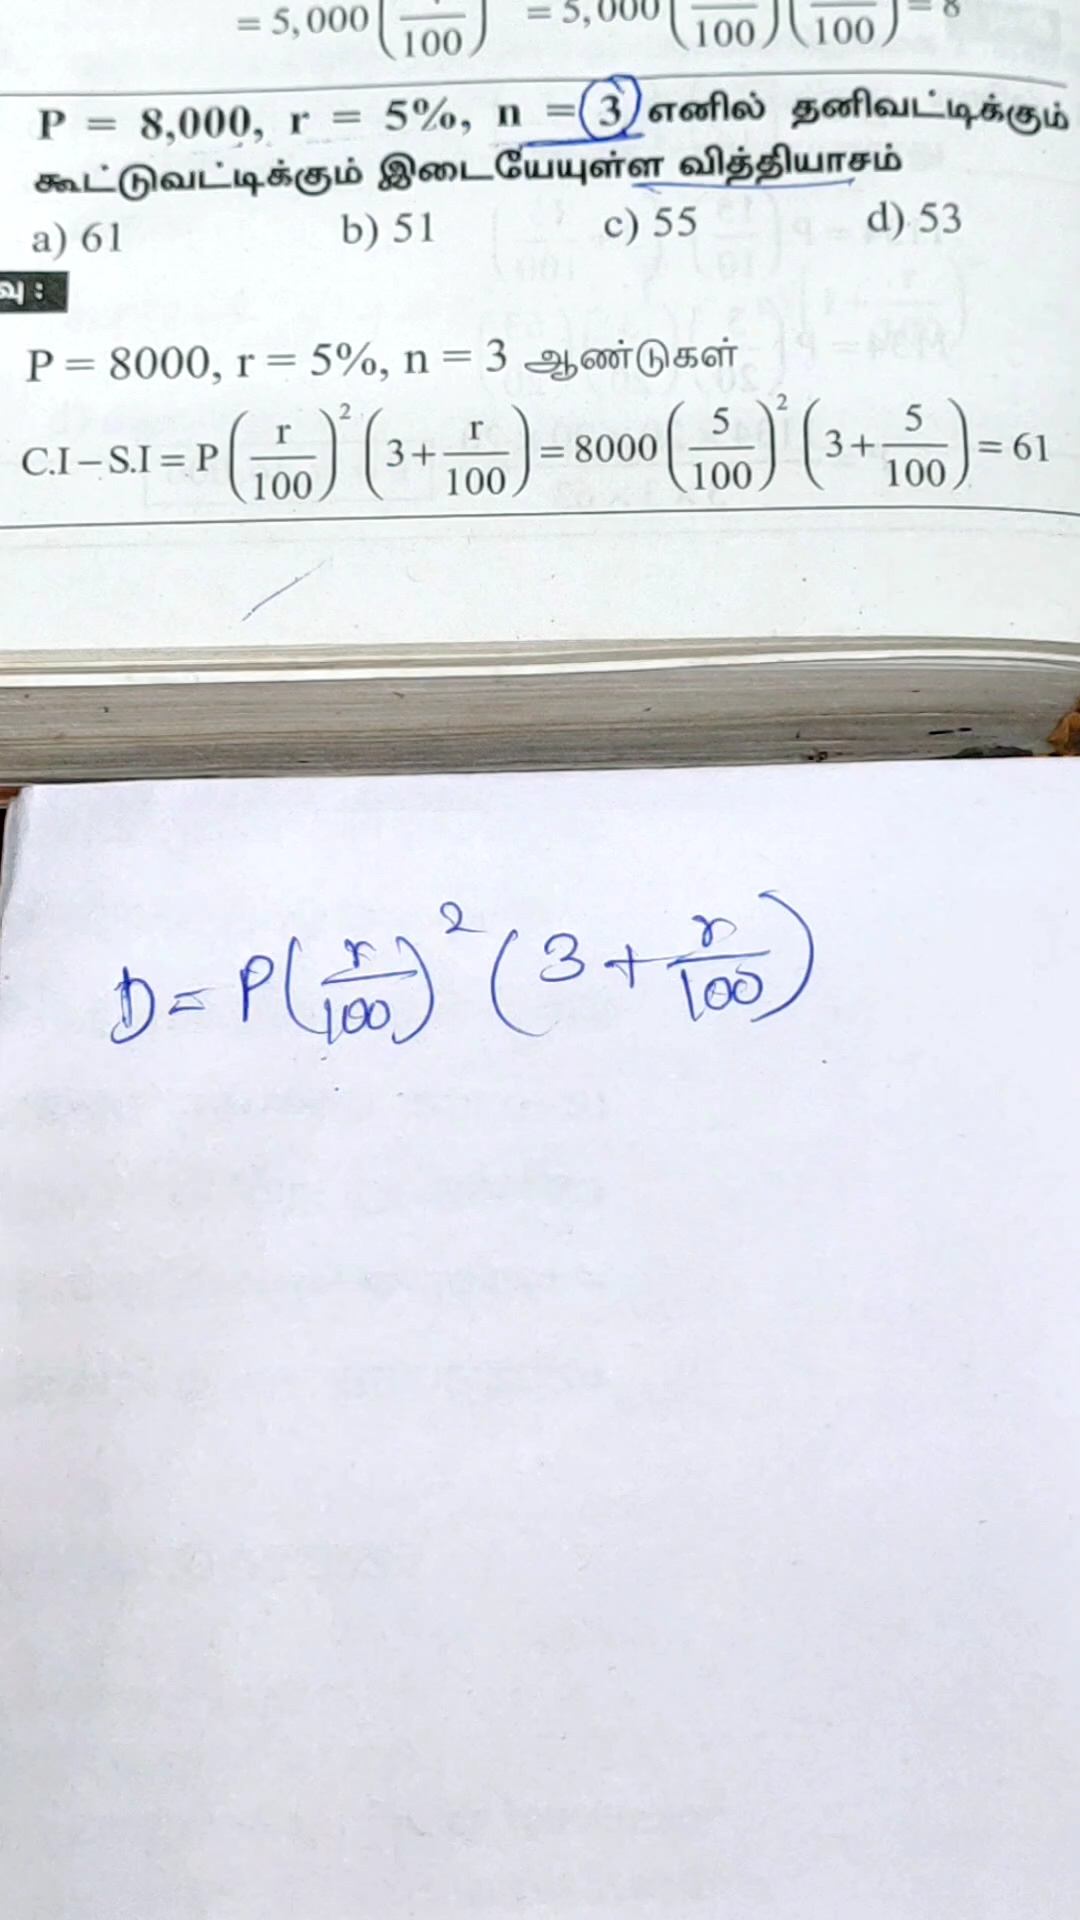 = 5,000 ( /100) = 5,000 ( /100) ( /100) = 8
P = 8,000, r = 5%, n = 3 எனில் தனிவட்டிக்கும்
கூட்டுவட்டிக்கும் இடையேயுள்ள வித்தியாசம்
a) 61 b) 51 c) 55 d) 53
வு :
P = 8000, r = 5%, n = 3 ஆண்டுகள்
C.I – S.I = P (r/100)² (3 + r/100) = 8000 (5/100)² (3 + 5/100) = 61
D = P (r/100)² (3 + r/100)